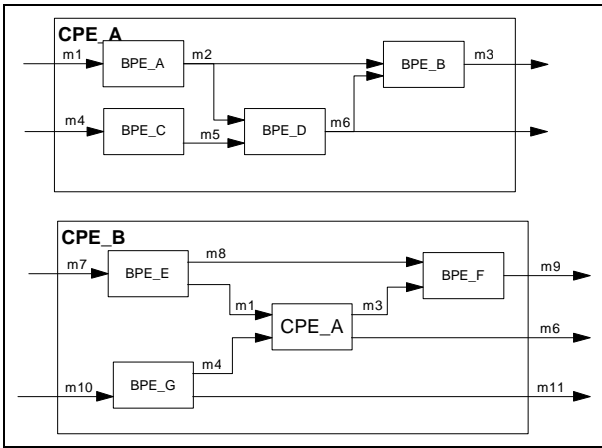 CPE_A
m1
BPE_A
m2
BPE_B
m3
m4
BPE_C
m5
BPE_D
m6
CPE_B
m7
BPE_E
m8
BPE_F
m9
m1
CPE_A
m3
m6
m4
BPE_G
m10
m11